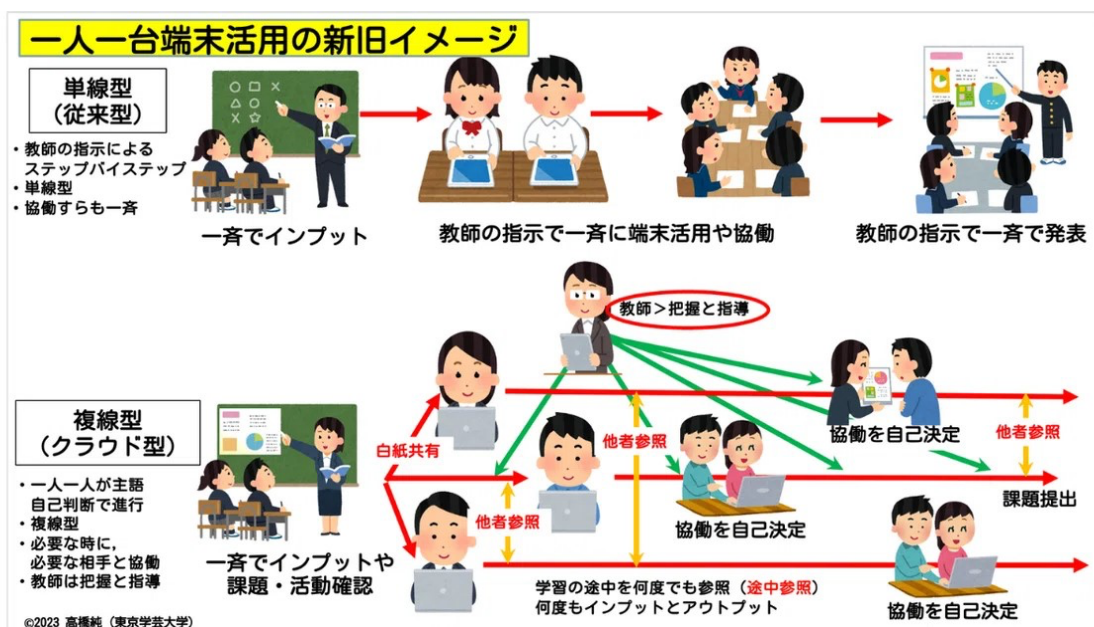 一人一台端末活用の新旧イメージ
単線型
（従来型）
・教師の指示による
ステップバイステップ
・単線型
・協働すらも一斉
一斉でインプット
教師の指示で一斉に端末活用や協働
教師の指示で一斉で発表
教師＞把握と指導
複線型
（クラウド型）
・一人一人が主語
自己判断で進行
・複線型
・必要な時に，
必要な相手と協働
・教師は把握と指導
一斉でインプットや
課題・活動確認
白紙共有
他者参照
他者参照
協働を自己決定
協働を自己決定
他者参照
課題提出
学習の途中を何度でも参照（途中参照）
何度もインプットとアウトプット
協働を自己決定
©2023 高橋純（東京学芸大学）